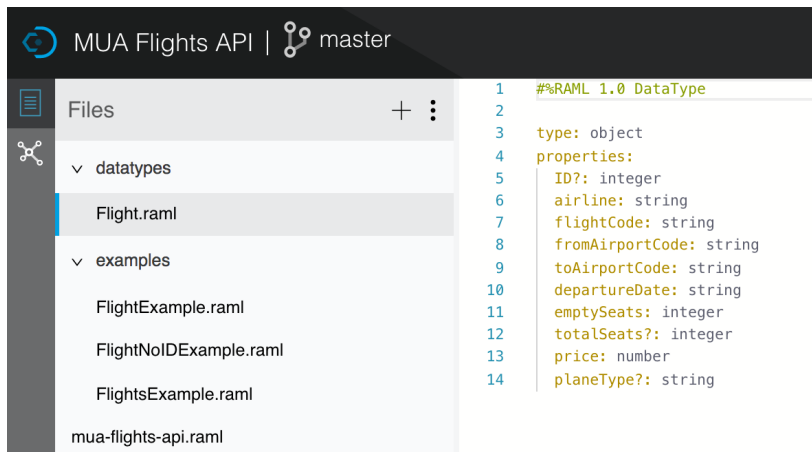 MUA Flights API | master
Files
datatypes
Flight.raml
examples
FlightExample.raml
FlightNoIDExample.raml
FlightsExample.raml
mua-flights-api.raml
1 #%RAML 1.0 DataType
2
3 type: object
4 properties:
5 ID?: integer
6 airline: string
7 flightCode: string
8 fromAirportCode: string
9 toAirportCode: string
10 departureDate: string
11 emptySeats: integer
12 totalSeats?: integer
13 price: number
14 planeType?: string